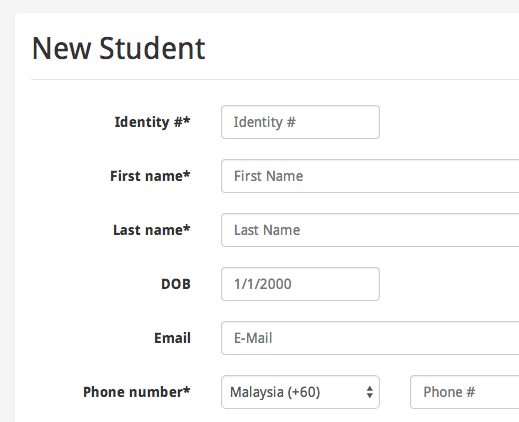 New Student
Identity #* Identity #
First name* First Name
Last name* Last Name
DOB 1/1/2000
Email E-Mail
Phone number* Malaysia (+60) Phone #